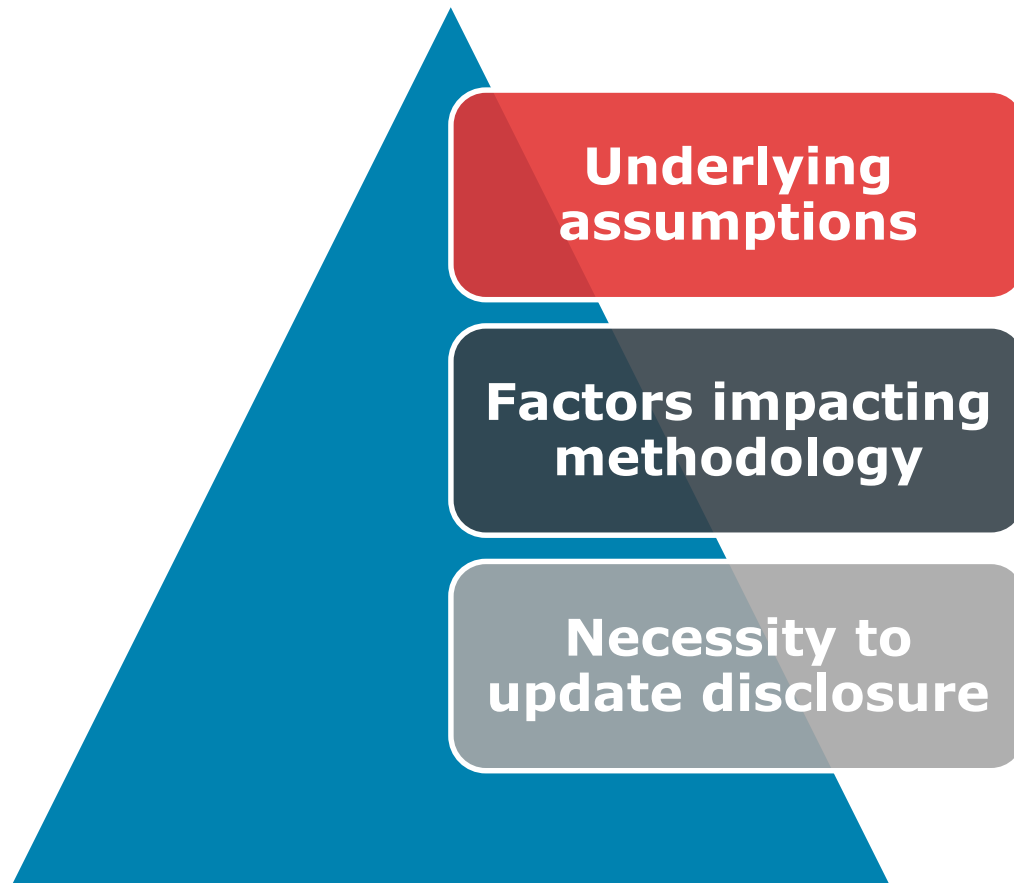 Underlying
assumptions
Factors impacting
methodology
Necessity to
update disclosure